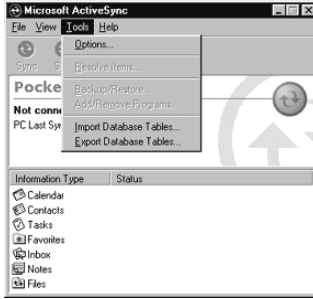 Microsoft ActiveSync
File View Tools Help
Options...
Sync
Resolve Items...
Backup/Restore...
Add/Remove Programs...
Import Database Tables...
Export Database Tables...
Pocke
Not conne
PC Last Syn
Information Type Status
Calendar
Contacts
Tasks
Favorites
Inbox
Notes
Files